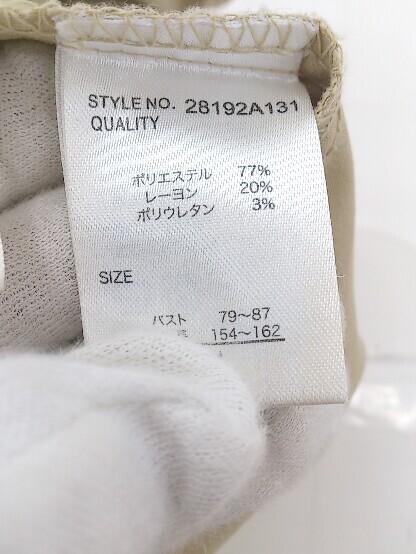 STYLE NO. 28192A131
QUALITY
ポリエステル 77%
レーヨン 20%
ポリウレタン 3%
SIZE
バスト 79〜87
154〜162